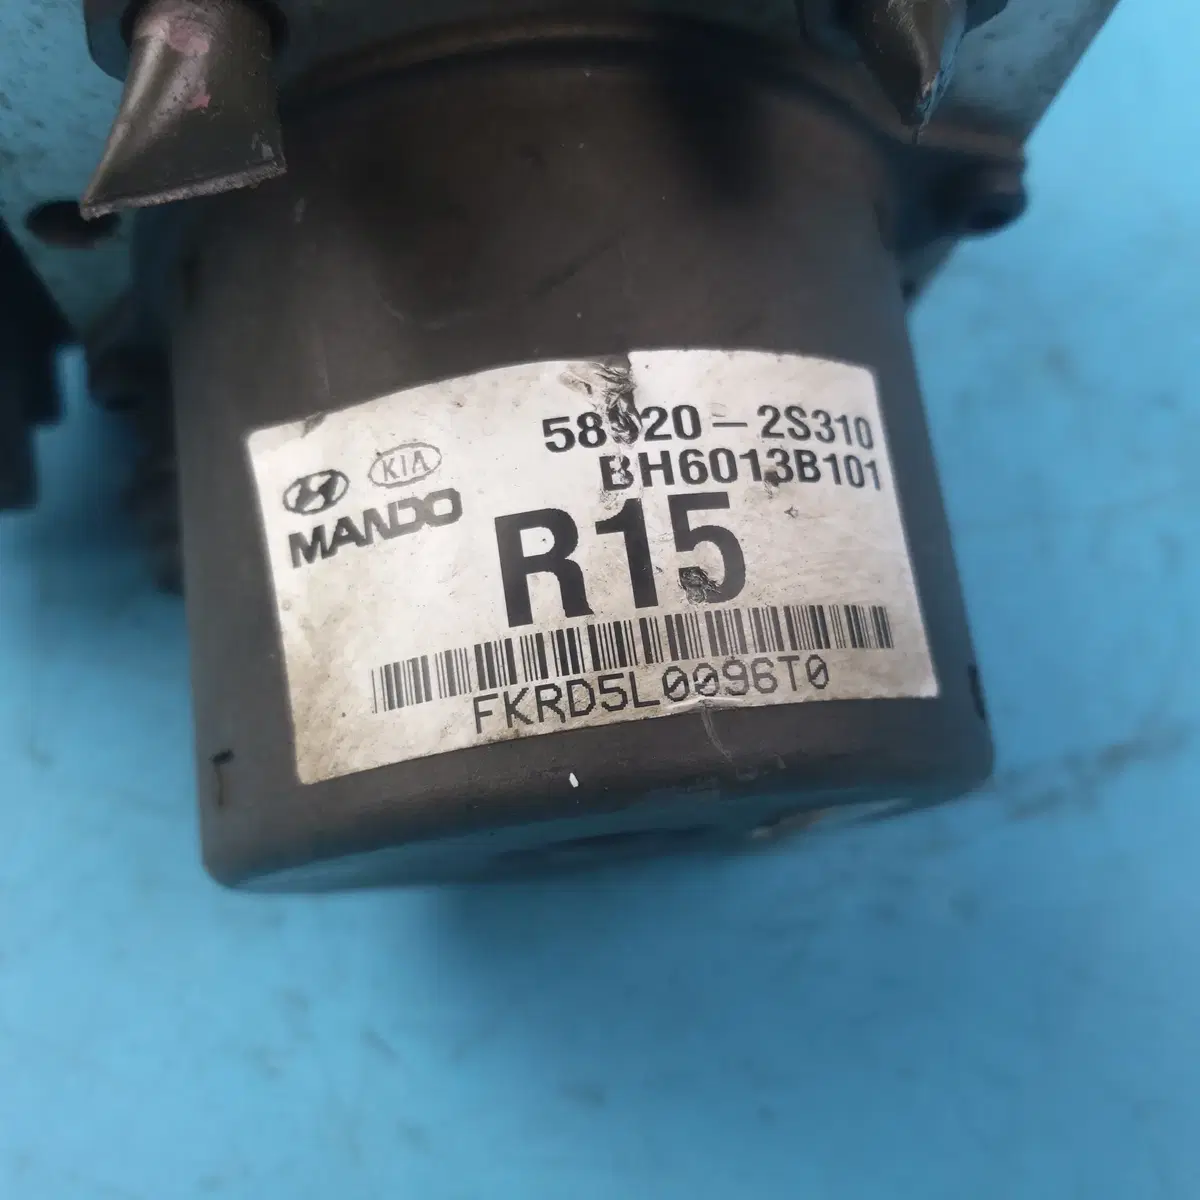 58920-2S310
BH6013B101
KIA
MANDO
R15
FKRD5L0096T0